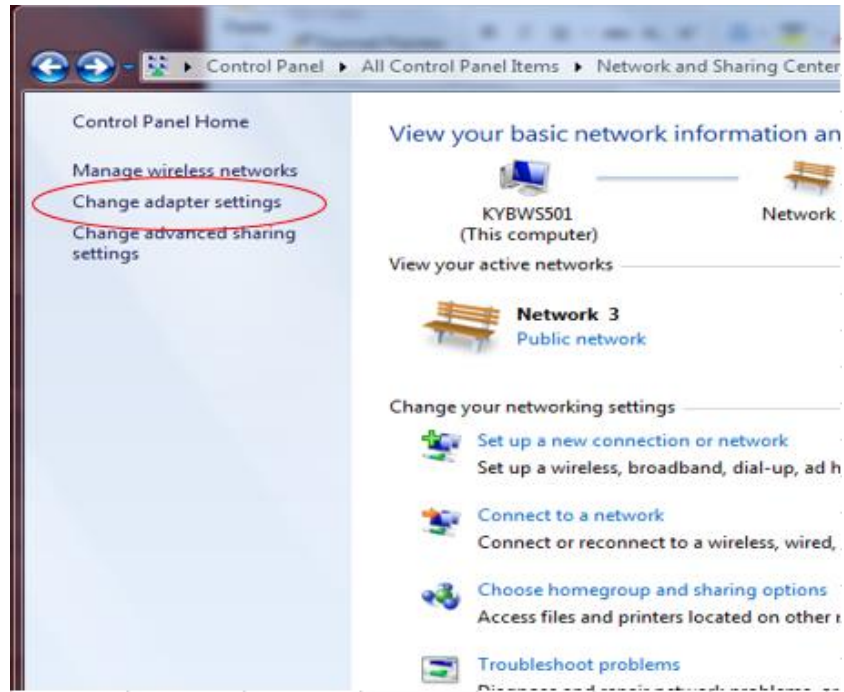 Control Panel ▸ All Control Panel Items ▸ Network and Sharing Center
Control Panel Home
Manage wireless networks
Change adapter settings
Change advanced sharing
settings
View your basic network information an
KYBWS501
(This computer)
Network
View your active networks
Network 3
Public network
Change your networking settings
Set up a new connection or network
Set up a wireless, broadband, dial-up, ad h
Connect to a network
Connect or reconnect to a wireless, wired,
Choose homegroup and sharing options
Access files and printers located on other
Troubleshoot problems